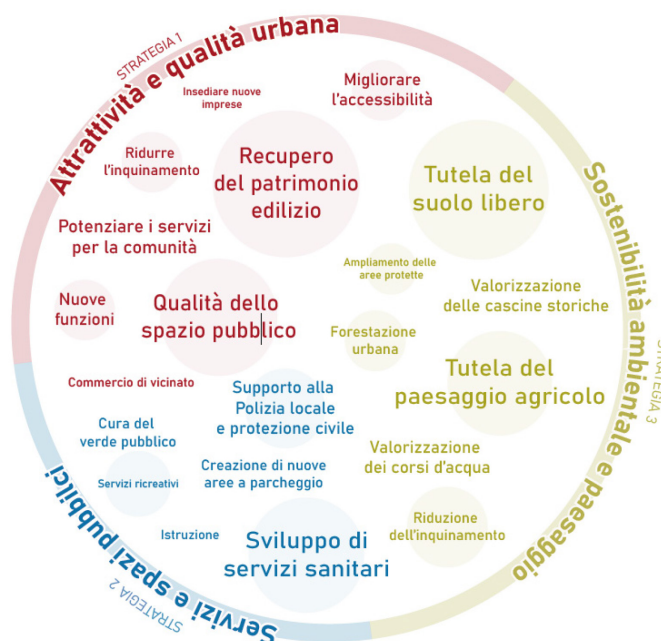 STRATEGIA 1
Attrattività e qualità urbana
Insediare nuove
imprese
Migliorare
l'accessibilità
Ridurre
l'inquinamento
Recupero
del patrimonio
edilizio
Potenziare i servizi
per la comunità
Nuove
funzioni
Qualità dello
spazio pubblico
Commercio di vicinato
Tutela del
suolo libero
Ampliamento delle
aree protette
Valorizzazione
delle cascine storiche
Forestazione
urbana
Tutela del
paesaggio agricolo
Valorizzazione
dei corsi d'acqua
Riduzione
dell'inquinamento
Sostenibilità ambientale e paesaggio
STRATEGIA 3
Supporto alla
Polizia locale
e protezione civile
Cura del
verde pubblico
Servizi ricreativi
Creazione di nuove
aree a parcheggio
Istruzione
Sviluppo di
servizi sanitari
Servizi e spazi pubbilci
STRATEGIA 2